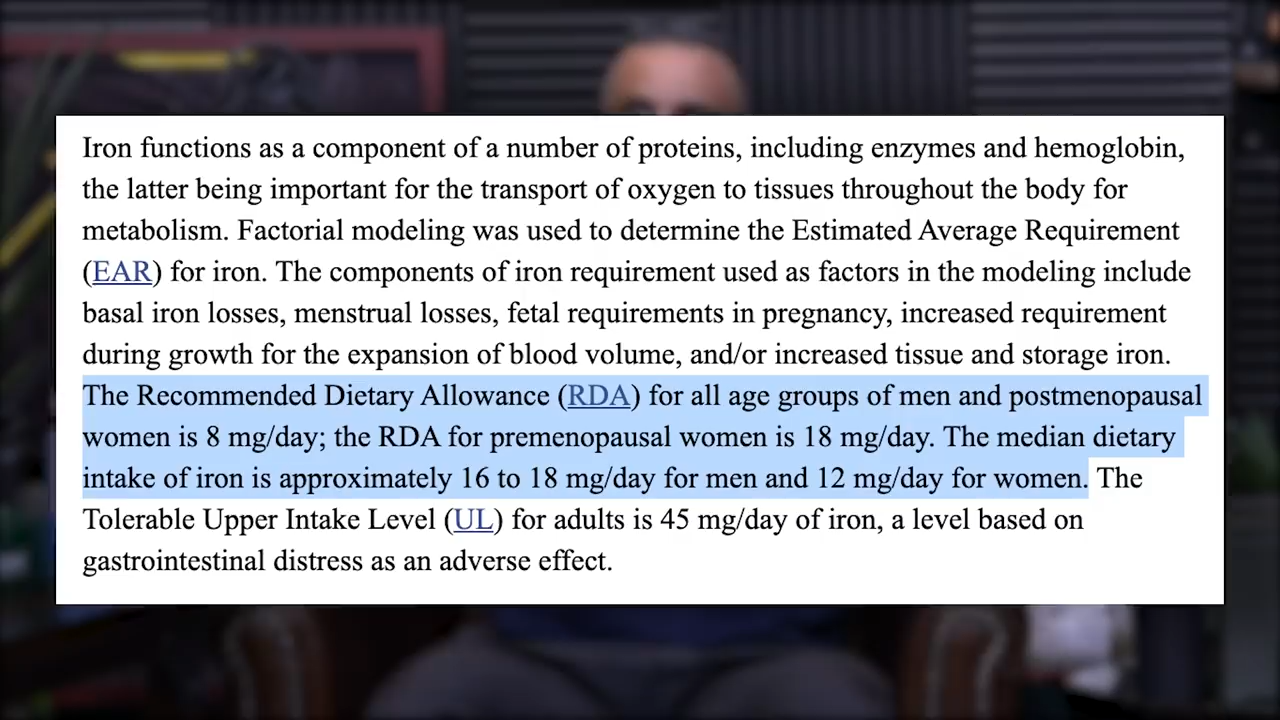 Iron functions as a component of a number of proteins, including enzymes and hemoglobin,
the latter being important for the transport of oxygen to tissues throughout the body for
metabolism. Factorial modeling was used to determine the Estimated Average Requirement
(EAR) for iron. The components of iron requirement used as factors in the modeling include
basal iron losses, menstrual losses, fetal requirements in pregnancy, increased requirement
during growth for the expansion of blood volume, and/or increased tissue and storage iron.
The Recommended Dietary Allowance (RDA) for all age groups of men and postmenopausal
women is 8 mg/day; the RDA for premenopausal women is 18 mg/day. The median dietary
intake of iron is approximately 16 to 18 mg/day for men and 12 mg/day for women. The
Tolerable Upper Intake Level (UL) for adults is 45 mg/day of iron, a level based on
gastrointestinal distress as an adverse effect.